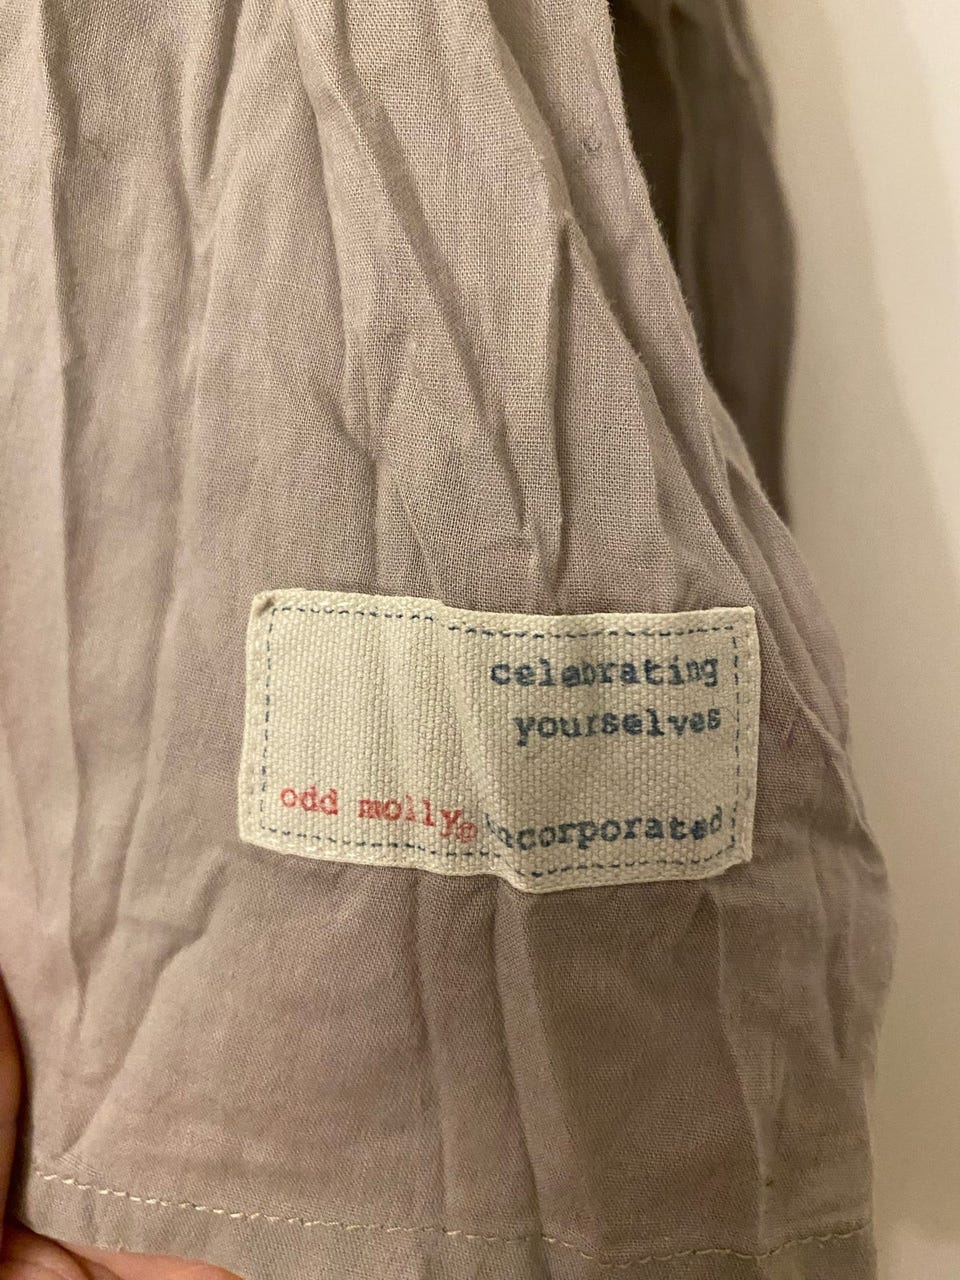 celebrating
yourselves
odd molly® incorporated